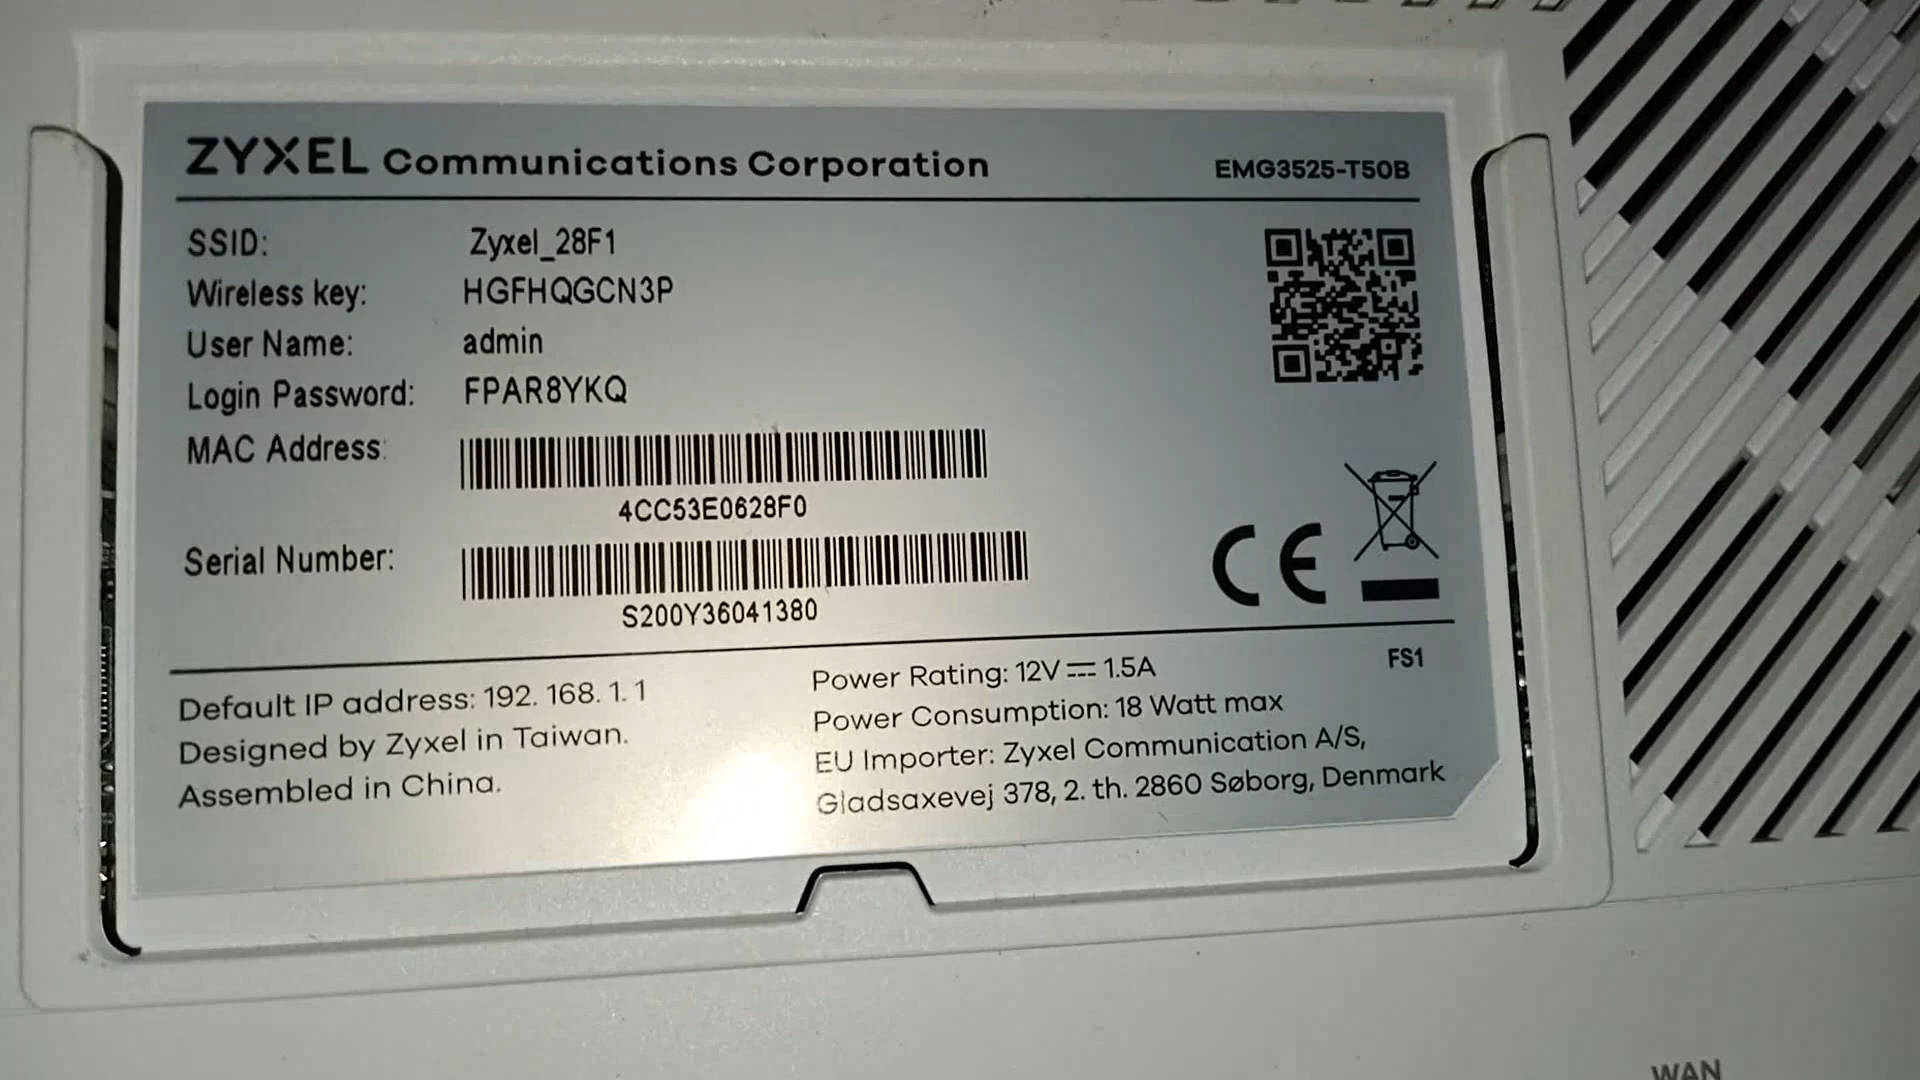 ZYXEL Communications Corporation EMG3525-T50B
SSID: Zyxel_28F1
Wireless key: HGFHQGCN3P
User Name: admin
Login Password: FPAR8YKQ
MAC Address:
4CC53E0628F0
Serial Number:
S200Y36041380
CE
FS1
Default IP address: 192. 168. 1. 1
Designed by Zyxel in Taiwan.
Assembled in China.
Power Rating: 12V ⎓ 1.5A
Power Consumption: 18 Watt max
EU Importer: Zyxel Communication A/S,
Gladsaxevej 378, 2. th. 2860 Søborg, Denmark
WAN